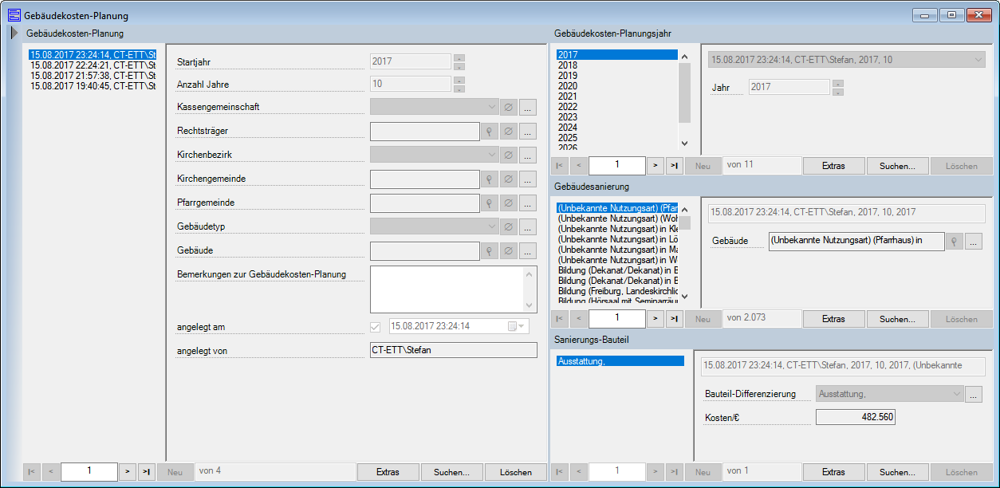 Gebäudekosten-Planung
Gebäudekosten-Planung
15.08.2017 23:24:14, CT-ETT\St
15.08.2017 22:24:21, CT-ETT\St
15.08.2017 21:57:38, CT-ETT\St
15.08.2017 19:40:45, CT-ETT\St
Startjahr 2017
Anzahl Jahre 10
Kassengemeinschaft ...
Rechtsträger ...
Kirchenbezirk ...
Kirchengemeinde ...
Pfarrgemeinde ...
Gebäudetyp ...
Gebäude ...
Bemerkungen zur Gebäudekosten-Planung
angelegt am 15.08.2017 23:24:14
angelegt von CT-ETT\Stefan
|< < 1 > >| Neu von 4 Extras Suchen... Löschen
Gebäudekosten-Planungsjahr
2017
2018
2019
2020
2021
2022
2023
2024
2025
2026
15.08.2017 23:24:14, CT-ETT\Stefan, 2017, 10
Jahr 2017
|< < 1 > >| Neu von 11 Extras Suchen... Löschen
Gebäudesanierung
(Unbekannte Nutzungsart) (Pfar
(Unbekannte Nutzungsart) (Woh
(Unbekannte Nutzungsart) in Kle
(Unbekannte Nutzungsart) in Lö
(Unbekannte Nutzungsart) in Ma
(Unbekannte Nutzungsart) in W
Bildung (Dekanat/Dekanat) in E
Bildung (Dekanat/Dekanat) in E
Bildung (Freiburg, Landeskirchlic
Bildung (Hörsaal mit Seminarräur
15.08.2017 23:24:14, CT-ETT\Stefan, 2017, 10, 2017
Gebäude (Unbekannte Nutzungsart) (Pfarrhaus) in ...
|< < 1 > >| Neu von 2.073 Extras Suchen... Löschen
Sanierungs-Bauteil
Ausstattung,
15.08.2017 23:24:14, CT-ETT\Stefan, 2017, 10, 2017, (Unbekannte
Bauteil-Differenzierung Ausstattung, ...
Kosten/€ 482.560
|< < 1 > >| Neu von 1 Extras Suchen... Löschen